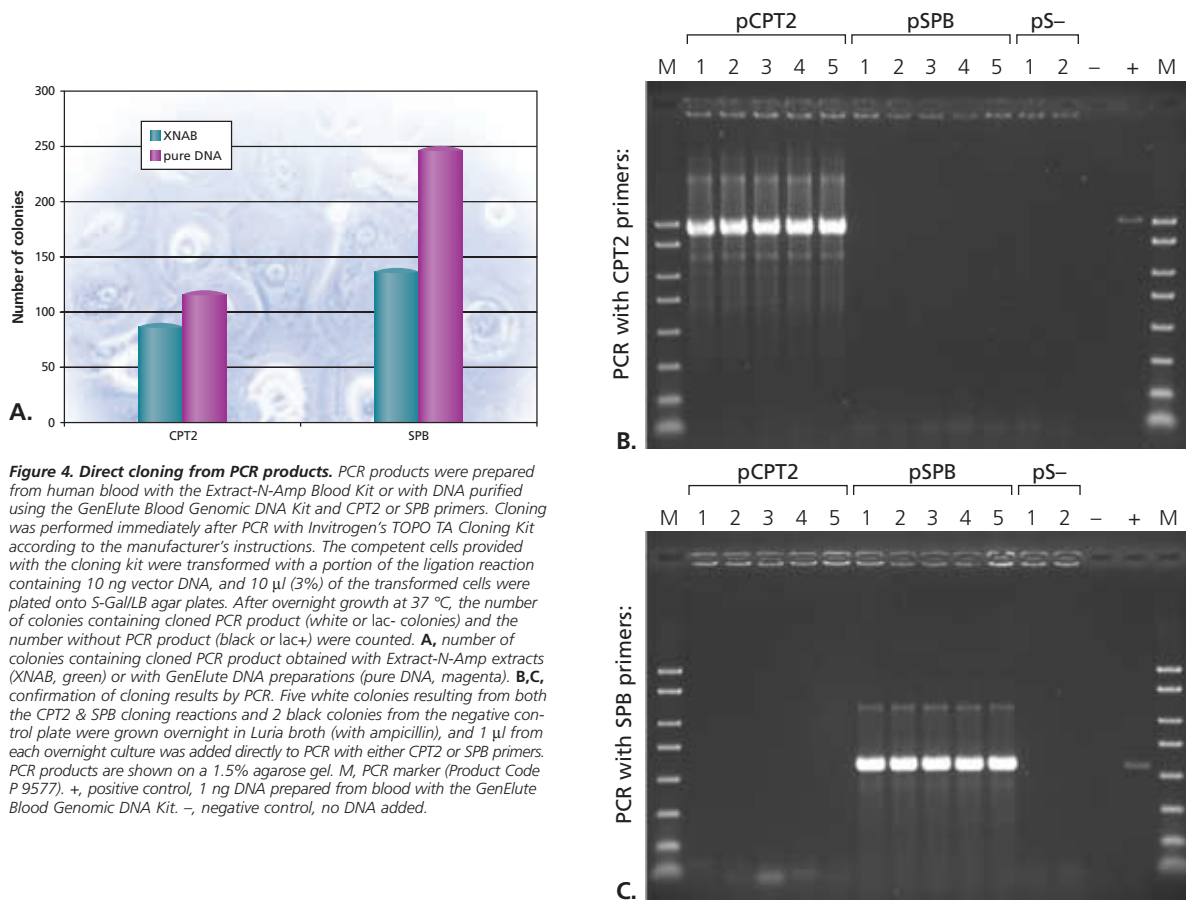 300
250
200
150
100
50
0
Number of colonies
XNAB
pure DNA
A.
CPT2
SPB
Figure 4. Direct cloning from PCR products. PCR products were prepared
from human blood with the Extract-N-Amp Blood Kit or with DNA purified
using the GenElute Blood Genomic DNA Kit and CPT2 or SPB primers. Cloning
was performed immediately after PCR with Invitrogen's TOPO TA Cloning Kit
according to the manufacturer's instructions. The competent cells provided
with the cloning kit were transformed with a portion of the ligation reaction
containing 10 ng vector DNA, and 10 μl (3%) of the transformed cells were
plated onto S-Gal/LB agar plates. After overnight growth at 37 °C, the number
of colonies containing cloned PCR product (white or lac- colonies) and the
number without PCR product (black or lac+) were counted. A, number of
colonies containing cloned PCR product obtained with Extract-N-Amp extracts
(XNAB, green) or with GenElute DNA preparations (pure DNA, magenta). B,C,
confirmation of cloning results by PCR. Five white colonies resulting from both
the CPT2 & SPB cloning reactions and 2 black colonies from the negative con-
trol plate were grown overnight in Luria broth (with ampicillin), and 1 μl from
each overnight culture was added directly to PCR with either CPT2 or SPB primers.
PCR products are shown on a 1.5% agarose gel. M, PCR marker (Product Code
P 9577). +, positive control, 1 ng DNA prepared from blood with the GenElute
Blood Genomic DNA Kit. –, negative control, no DNA added.
pCPT2 pSPB pS–
M 1 2 3 4 5 1 2 3 4 5 1 2 – + M
PCR with CPT2 primers:
B.
pCPT2 pSPB pS–
M 1 2 3 4 5 1 2 3 4 5 1 2 – + M
PCR with SPB primers:
C.